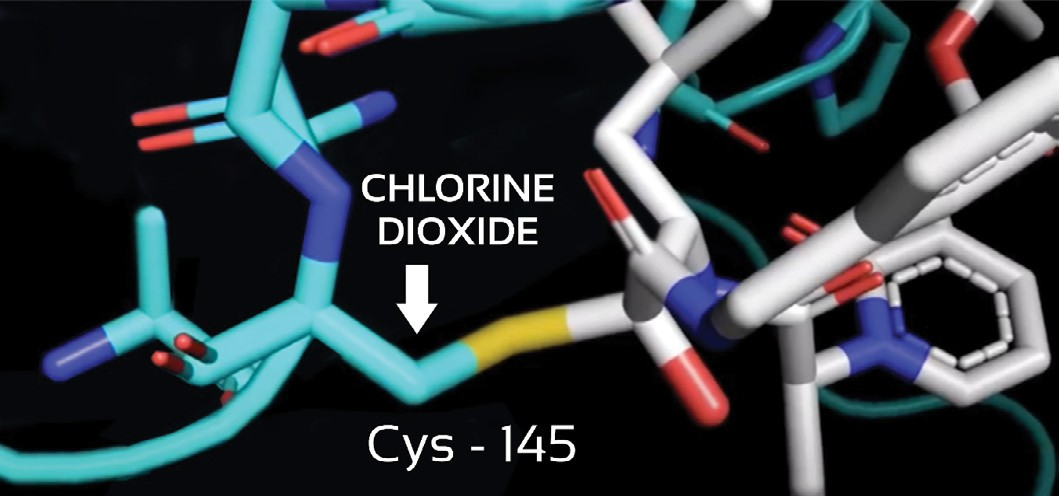 CHLORINE
DIOXIDE
Cys - 145